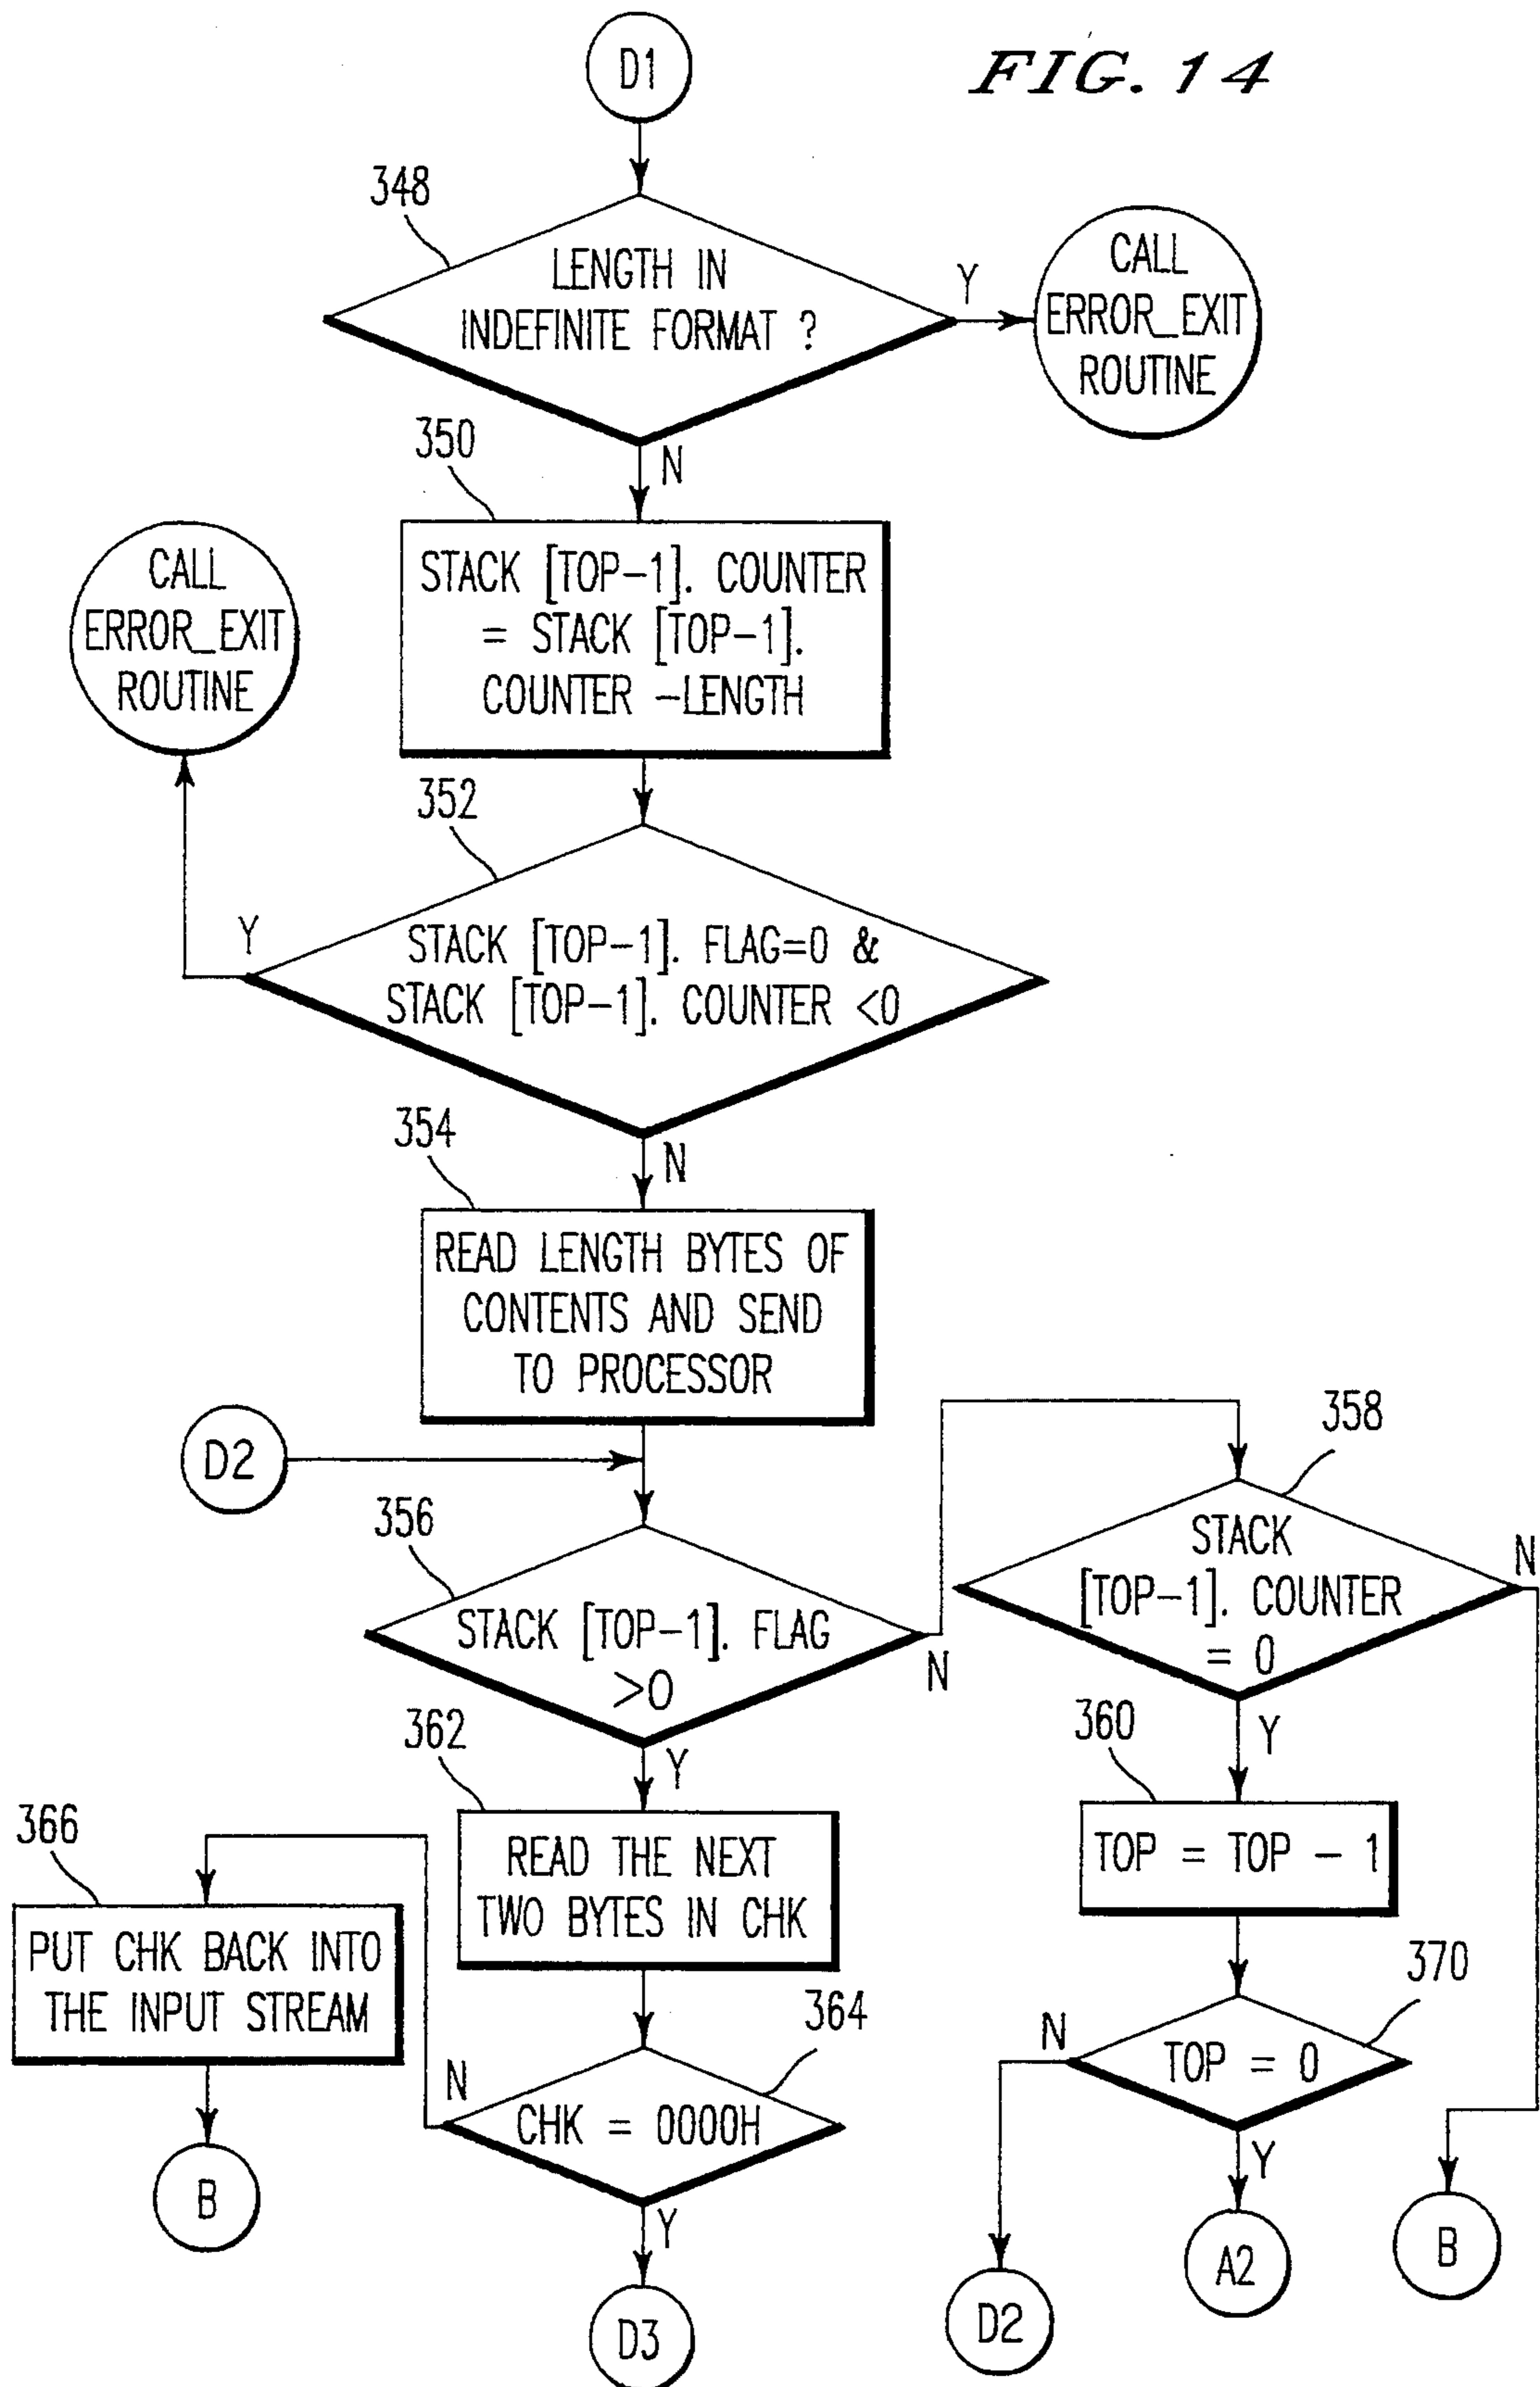 D1
FIG. 14
348
LENGTH IN
INDEFINITE FORMAT ?
Y
CALL
ERROR_EXIT
ROUTINE
N
350
STACK [TOP-1]. COUNTER
= STACK [TOP-1].
COUNTER -LENGTH
CALL
ERROR_EXIT
ROUTINE
352
Y
STACK [TOP-1]. FLAG=0 &
STACK [TOP-1]. COUNTER <0
N
354
READ LENGTH BYTES OF
CONTENTS AND SEND
TO PROCESSOR
D2
356
STACK [TOP-1]. FLAG
>0
N
Y
358
STACK
[TOP-1]. COUNTER
= 0
N
Y
360
TOP = TOP - 1
362
READ THE NEXT
TWO BYTES IN CHK
366
PUT CHK BACK INTO
THE INPUT STREAM
B
364
N
CHK = 0000H
Y
D3
370
N
TOP = 0
Y
D2
A2
B